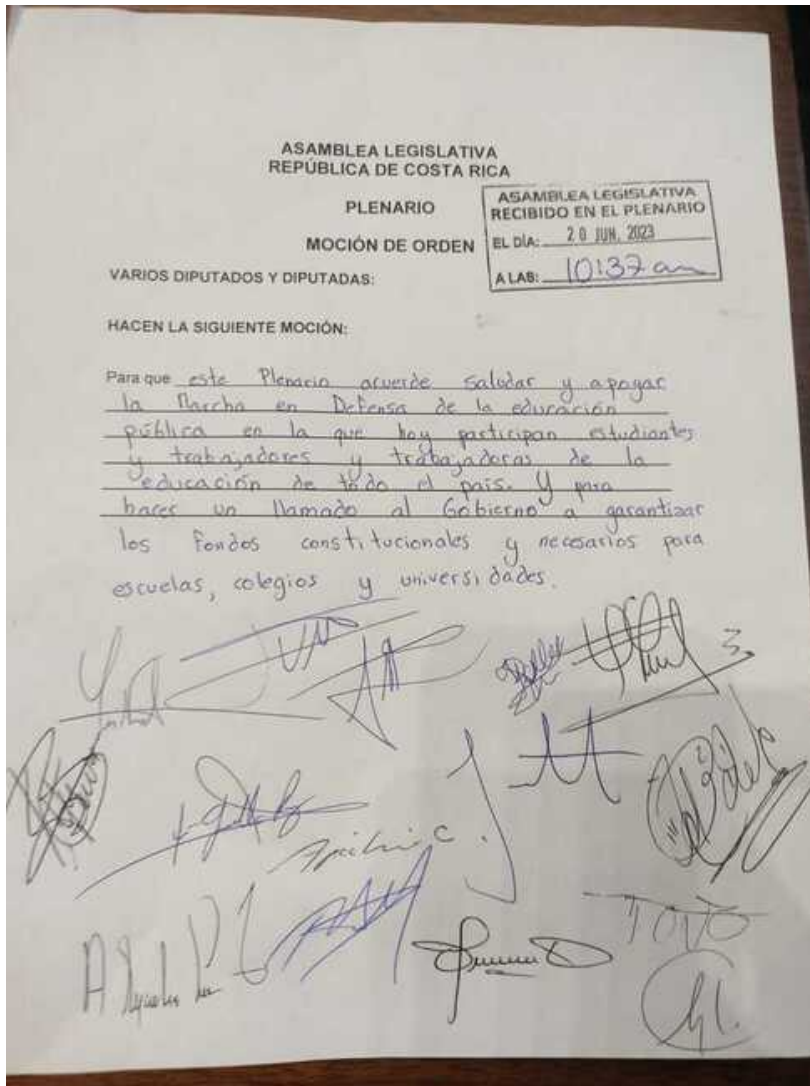 ASAMBLEA LEGISLATIVA
REPÚBLICA DE COSTA RICA
PLENARIO
MOCIÓN DE ORDEN
ASAMBLEA LEGISLATIVA
RECIBIDO EN EL PLENARIO
EL DÍA: 20 JUN. 2023
A LAS: 10:37 am
VARIOS DIPUTADOS Y DIPUTADAS:
HACEN LA SIGUIENTE MOCIÓN:
Para que este Plenario acuerde saludar y apoyar
la Marcha en Defensa de la educación
pública en la que hoy participan estudiantes
y trabajadores y trabajadoras de la
educación de todo el país. Y para
hacer un llamado al Gobierno a garantizar
los fondos constitucionales y necesarios para
escuelas, colegios y universidades.